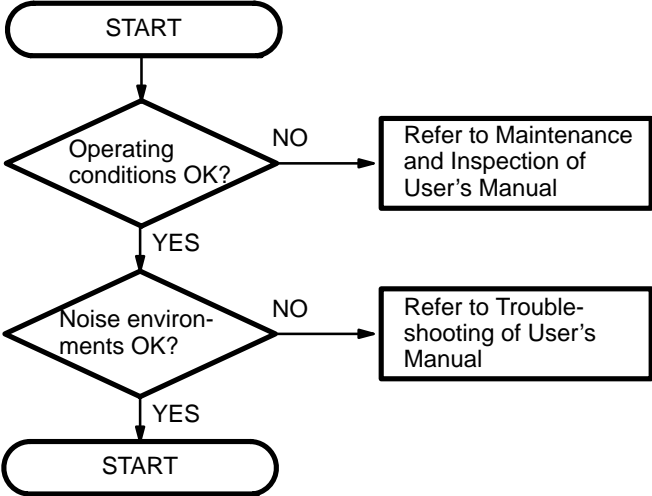 START
Operating
conditions OK?
NO
Refer to Maintenance
and Inspection of
User's Manual
YES
Noise environ-
ments OK?
NO
Refer to Trouble-
shooting of User's
Manual
YES
START